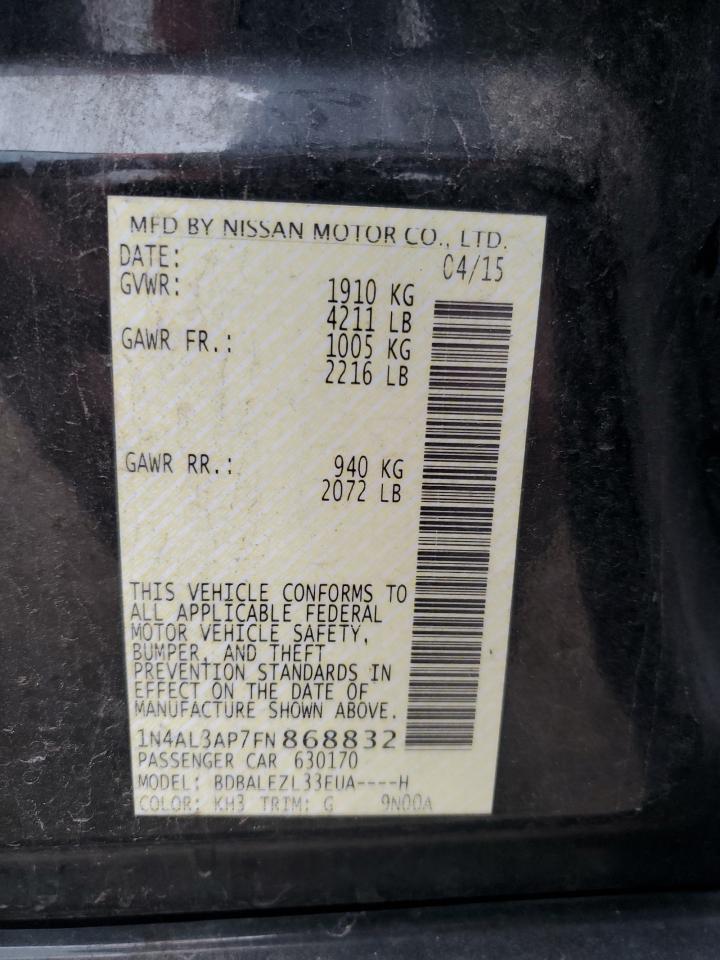 MFD BY NISSAN MOTOR CO., LTD.
DATE: 04/15
GVWR: 1910 KG
4211 LB
GAWR FR.: 1005 KG
2216 LB
GAWR RR.: 940 KG
2072 LB
THIS VEHICLE CONFORMS TO
ALL APPLICABLE FEDERAL
MOTOR VEHICLE SAFETY,
BUMPER, AND THEFT
PREVENTION STANDARDS IN
EFFECT ON THE DATE OF
MANUFACTURE SHOWN ABOVE.
1N4AL3AP7FN868832
PASSENGER CAR 630170
MODEL: BDBALEZL33EUA----H
COLOR: KH3 TRIM: G 9N00A